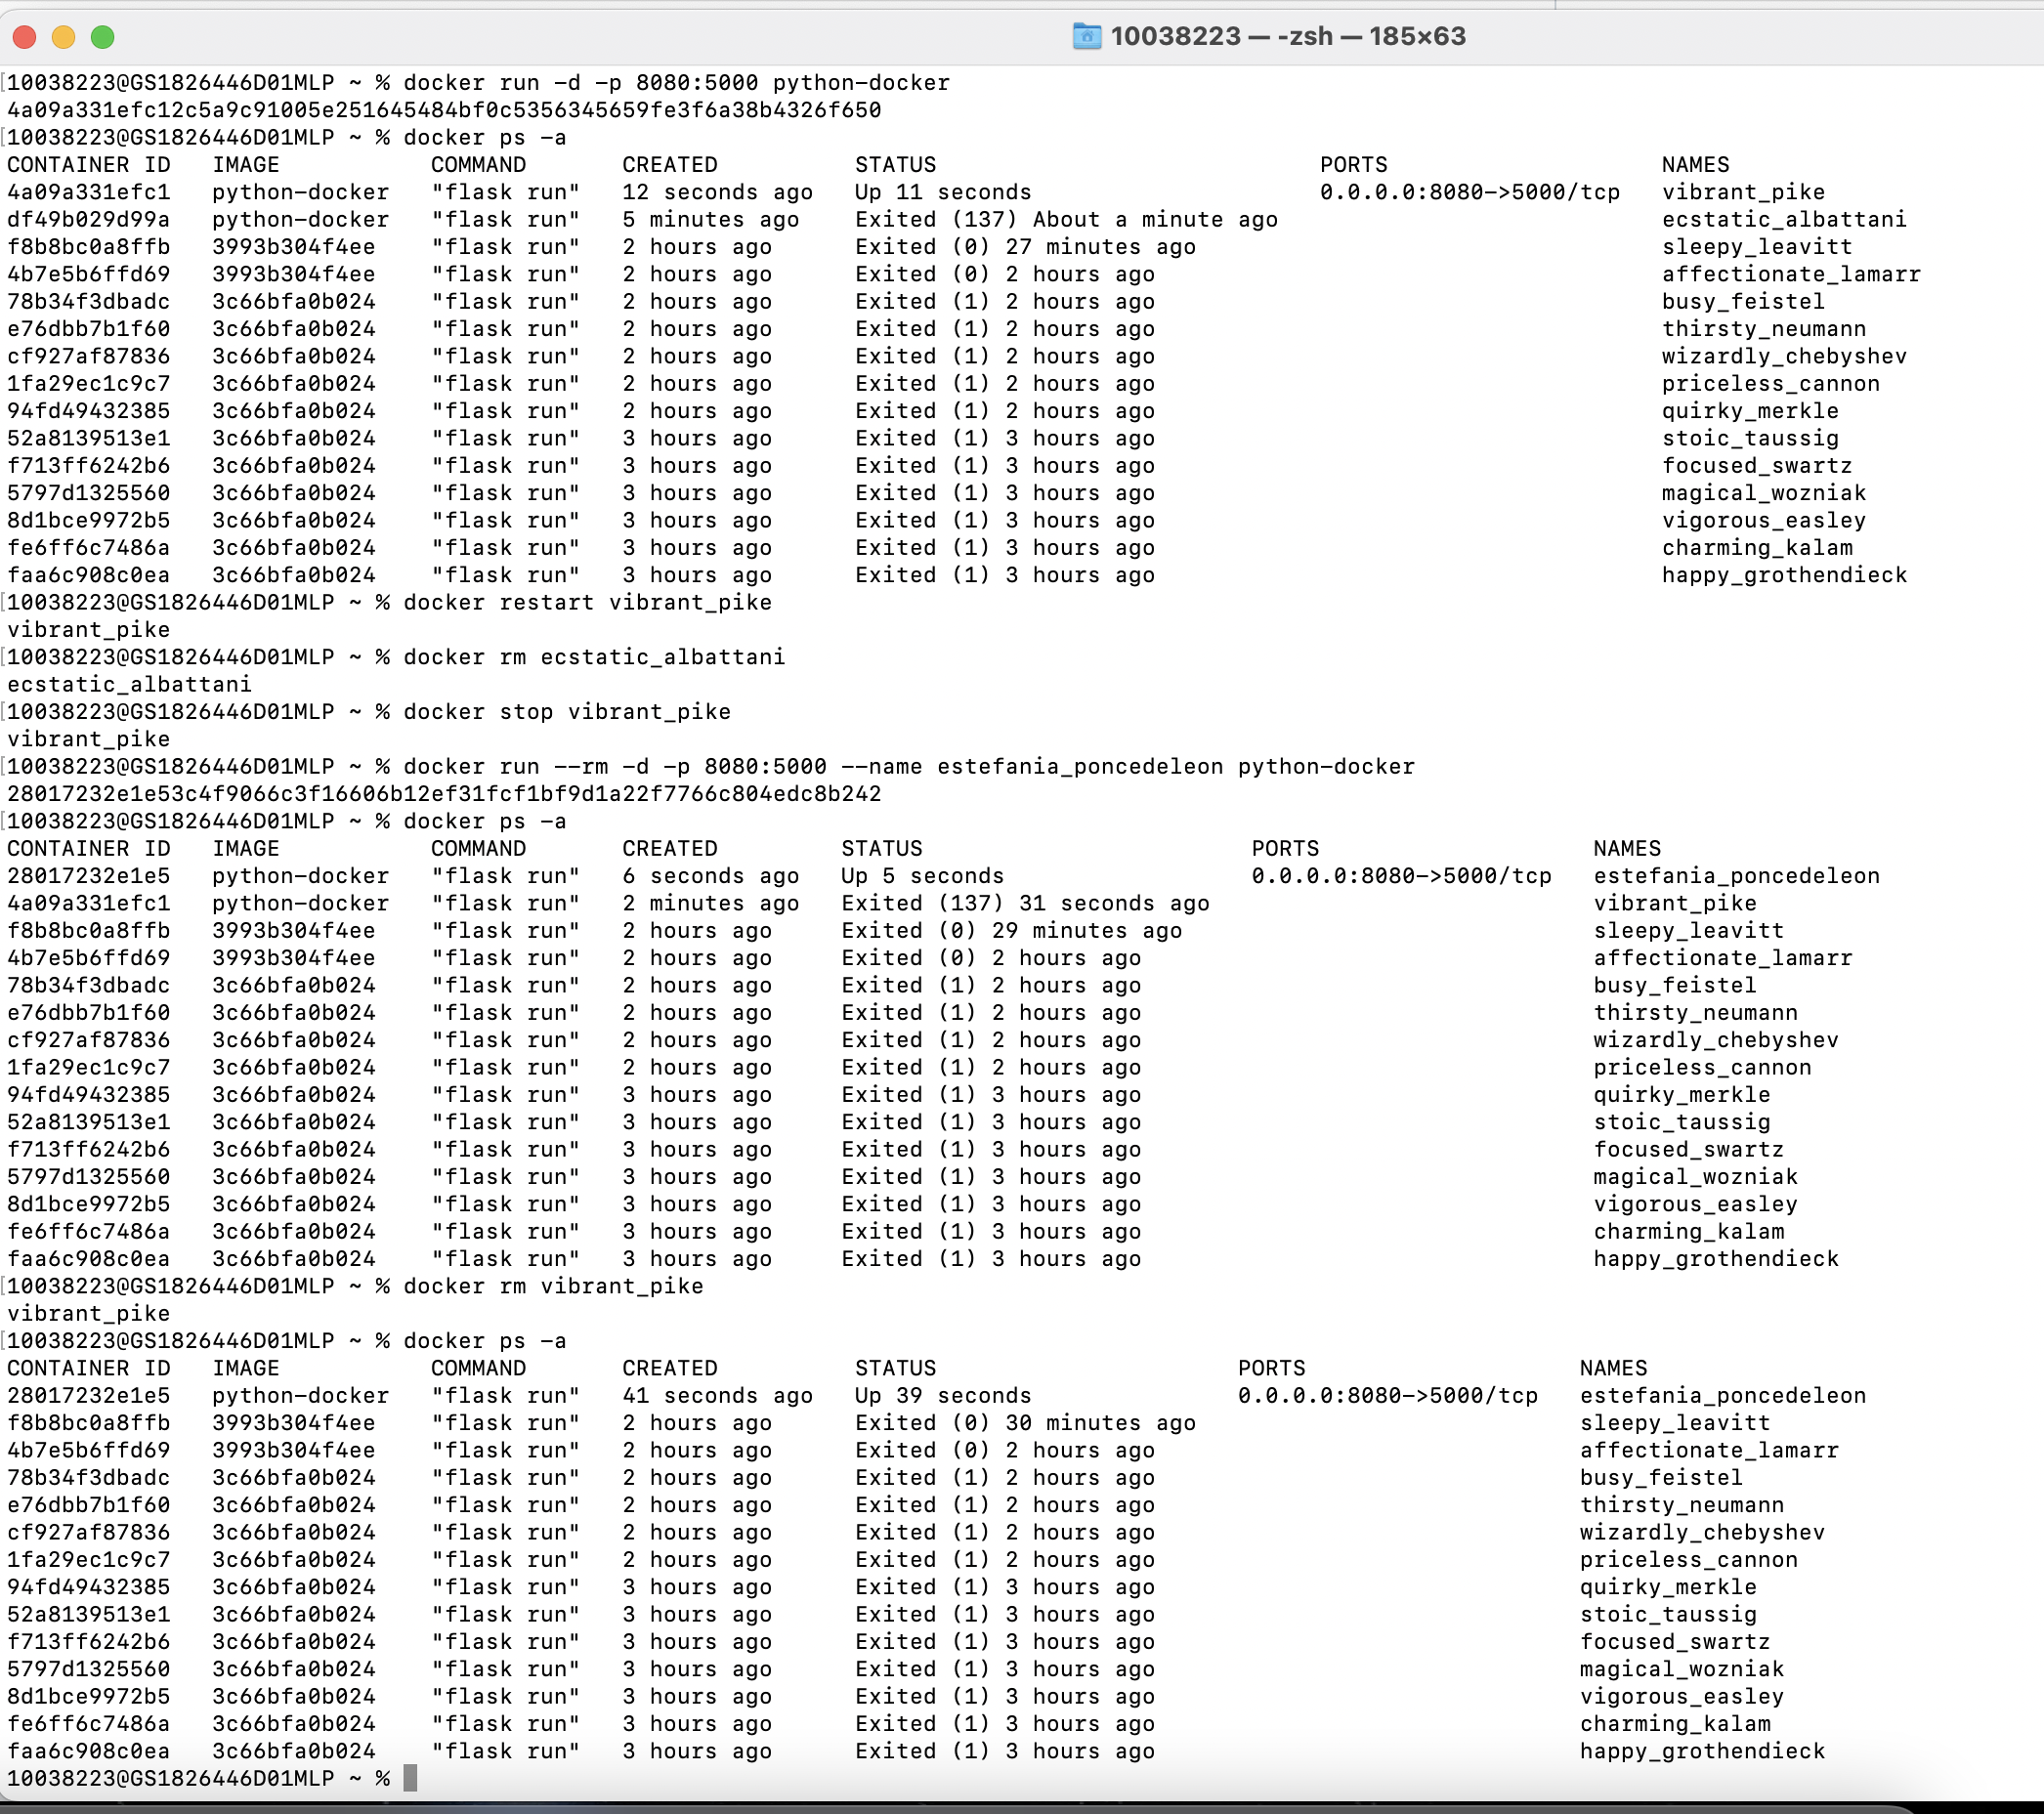 10038223 — -zsh — 185×63
10038223@GS1826446D01MLP ~ % docker run -d -p 8080:5000 python-docker
4a09a331efc12c5a9c91005e251645484bf0c5356345659fe3f6a38b4326f650
10038223@GS1826446D01MLP ~ % docker ps -a
CONTAINER ID   IMAGE           COMMAND       CREATED          STATUS                            PORTS                    NAMES
4a09a331efc1   python-docker   "flask run"   12 seconds ago   Up 11 seconds                     0.0.0.0:8080->5000/tcp   vibrant_pike
df49b029d99a   python-docker   "flask run"   5 minutes ago    Exited (137) About a minute ago                            ecstatic_albattani
f8b8bc0a8ffb   3993b304f4ee    "flask run"   2 hours ago      Exited (0) 27 minutes ago                                  sleepy_leavitt
4b7e5b6ffd69   3993b304f4ee    "flask run"   2 hours ago      Exited (0) 2 hours ago                                     affectionate_lamarr
78b34f3dbadc   3c66bfa0b024    "flask run"   2 hours ago      Exited (1) 2 hours ago                                     busy_feistel
e76dbb7b1f60   3c66bfa0b024    "flask run"   2 hours ago      Exited (1) 2 hours ago                                     thirsty_neumann
cf927af87836   3c66bfa0b024    "flask run"   2 hours ago      Exited (1) 2 hours ago                                     wizardly_chebyshev
1fa29ec1c9c7   3c66bfa0b024    "flask run"   2 hours ago      Exited (1) 2 hours ago                                     priceless_cannon
94fd49432385   3c66bfa0b024    "flask run"   2 hours ago      Exited (1) 2 hours ago                                     quirky_merkle
52a8139513e1   3c66bfa0b024    "flask run"   3 hours ago      Exited (1) 3 hours ago                                     stoic_taussig
f713ff6242b6   3c66bfa0b024    "flask run"   3 hours ago      Exited (1) 3 hours ago                                     focused_swartz
5797d1325560   3c66bfa0b024    "flask run"   3 hours ago      Exited (1) 3 hours ago                                     magical_wozniak
8d1bce9972b5   3c66bfa0b024    "flask run"   3 hours ago      Exited (1) 3 hours ago                                     vigorous_easley
fe6ff6c7486a   3c66bfa0b024    "flask run"   3 hours ago      Exited (1) 3 hours ago                                     charming_kalam
faa6c908c0ea   3c66bfa0b024    "flask run"   3 hours ago      Exited (1) 3 hours ago                                     happy_grothendieck
10038223@GS1826446D01MLP ~ % docker restart vibrant_pike
vibrant_pike
10038223@GS1826446D01MLP ~ % docker rm ecstatic_albattani
ecstatic_albattani
10038223@GS1826446D01MLP ~ % docker stop vibrant_pike
vibrant_pike
10038223@GS1826446D01MLP ~ % docker run --rm -d -p 8080:5000 --name estefania_poncedeleon python-docker
28017232e1e53c4f9066c3f16606b12ef31fcf1bf9d1a22f7766c804edc8b242
10038223@GS1826446D01MLP ~ % docker ps -a
CONTAINER ID   IMAGE           COMMAND       CREATED         STATUS                        PORTS                    NAMES
28017232e1e5   python-docker   "flask run"   6 seconds ago   Up 5 seconds                  0.0.0.0:8080->5000/tcp   estefania_poncedeleon
4a09a331efc1   python-docker   "flask run"   2 minutes ago   Exited (137) 31 seconds ago                            vibrant_pike
f8b8bc0a8ffb   3993b304f4ee    "flask run"   2 hours ago     Exited (0) 29 minutes ago                              sleepy_leavitt
4b7e5b6ffd69   3993b304f4ee    "flask run"   2 hours ago     Exited (0) 2 hours ago                                 affectionate_lamarr
78b34f3dbadc   3c66bfa0b024    "flask run"   2 hours ago     Exited (1) 2 hours ago                                 busy_feistel
e76dbb7b1f60   3c66bfa0b024    "flask run"   2 hours ago     Exited (1) 2 hours ago                                 thirsty_neumann
cf927af87836   3c66bfa0b024    "flask run"   2 hours ago     Exited (1) 2 hours ago                                 wizardly_chebyshev
1fa29ec1c9c7   3c66bfa0b024    "flask run"   2 hours ago     Exited (1) 2 hours ago                                 priceless_cannon
94fd49432385   3c66bfa0b024    "flask run"   3 hours ago     Exited (1) 3 hours ago                                 quirky_merkle
52a8139513e1   3c66bfa0b024    "flask run"   3 hours ago     Exited (1) 3 hours ago                                 stoic_taussig
f713ff6242b6   3c66bfa0b024    "flask run"   3 hours ago     Exited (1) 3 hours ago                                 focused_swartz
5797d1325560   3c66bfa0b024    "flask run"   3 hours ago     Exited (1) 3 hours ago                                 magical_wozniak
8d1bce9972b5   3c66bfa0b024    "flask run"   3 hours ago     Exited (1) 3 hours ago                                 vigorous_easley
fe6ff6c7486a   3c66bfa0b024    "flask run"   3 hours ago     Exited (1) 3 hours ago                                 charming_kalam
faa6c908c0ea   3c66bfa0b024    "flask run"   3 hours ago     Exited (1) 3 hours ago                                 happy_grothendieck
10038223@GS1826446D01MLP ~ % docker rm vibrant_pike
vibrant_pike
10038223@GS1826446D01MLP ~ % docker ps -a
CONTAINER ID   IMAGE           COMMAND       CREATED          STATUS                      PORTS                    NAMES
28017232e1e5   python-docker   "flask run"   41 seconds ago   Up 39 seconds               0.0.0.0:8080->5000/tcp   estefania_poncedeleon
f8b8bc0a8ffb   3993b304f4ee    "flask run"   2 hours ago      Exited (0) 30 minutes ago                            sleepy_leavitt
4b7e5b6ffd69   3993b304f4ee    "flask run"   2 hours ago      Exited (0) 2 hours ago                               affectionate_lamarr
78b34f3dbadc   3c66bfa0b024    "flask run"   2 hours ago      Exited (1) 2 hours ago                               busy_feistel
e76dbb7b1f60   3c66bfa0b024    "flask run"   2 hours ago      Exited (1) 2 hours ago                               thirsty_neumann
cf927af87836   3c66bfa0b024    "flask run"   2 hours ago      Exited (1) 2 hours ago                               wizardly_chebyshev
1fa29ec1c9c7   3c66bfa0b024    "flask run"   2 hours ago      Exited (1) 2 hours ago                               priceless_cannon
94fd49432385   3c66bfa0b024    "flask run"   3 hours ago      Exited (1) 3 hours ago                               quirky_merkle
52a8139513e1   3c66bfa0b024    "flask run"   3 hours ago      Exited (1) 3 hours ago                               stoic_taussig
f713ff6242b6   3c66bfa0b024    "flask run"   3 hours ago      Exited (1) 3 hours ago                               focused_swartz
5797d1325560   3c66bfa0b024    "flask run"   3 hours ago      Exited (1) 3 hours ago                               magical_wozniak
8d1bce9972b5   3c66bfa0b024    "flask run"   3 hours ago      Exited (1) 3 hours ago                               vigorous_easley
fe6ff6c7486a   3c66bfa0b024    "flask run"   3 hours ago      Exited (1) 3 hours ago                               charming_kalam
faa6c908c0ea   3c66bfa0b024    "flask run"   3 hours ago      Exited (1) 3 hours ago                               happy_grothendieck
10038223@GS1826446D01MLP ~ %